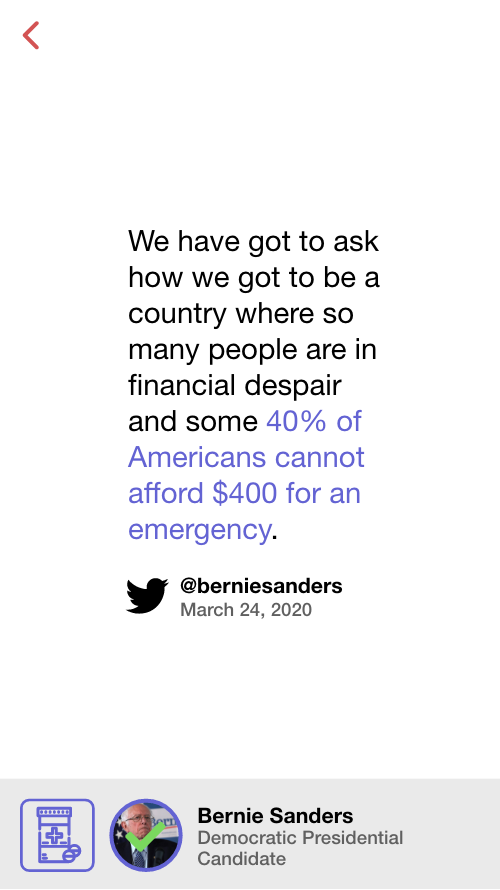 We have got to ask
how we got to be a
country where so
many people are in
financial despair
and some 40% of
Americans cannot
afford $400 for an
emergency.
@berniesanders
March 24, 2020
Bernie Sanders
Democratic Presidential
Candidate